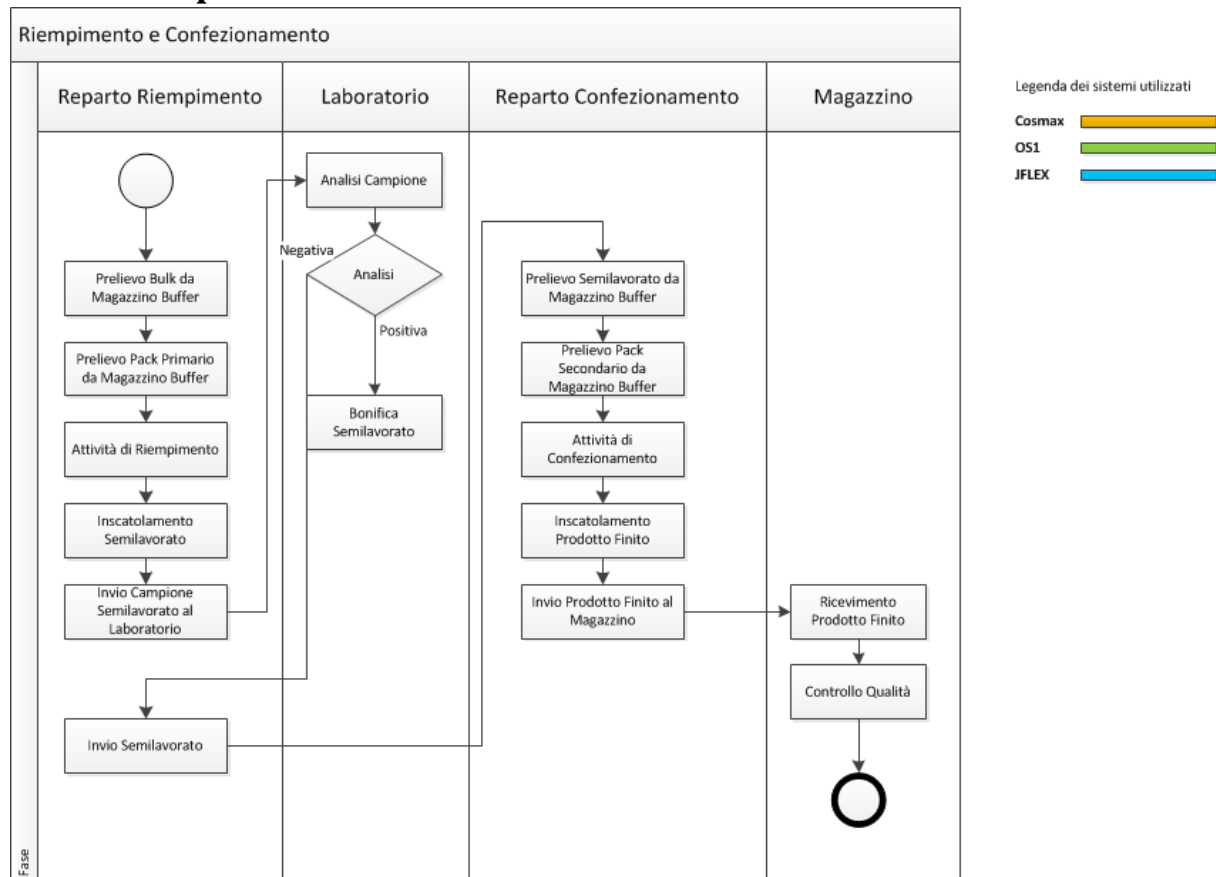 Riempimento e Confezionamento
Reparto Riempimento
Laboratorio
Reparto Confezionamento
Magazzino
Prelievo Bulk da
Magazzino Buffer
Prelievo Pack Primario
da Magazzino Buffer
Attività di Riempimento
Inscatolamento
Semilavorato
Invio Campione
Semilavorato al
Laboratorio
Invio Semilavorato
Analisi Campione
Negativa
Analisi
Positiva
Bonifica
Semilavorato
Prelievo Semilavorato da
Magazzino Buffer
Prelievo Pack
Secondario da
Magazzino Buffer
Attività di
Confezionamento
Inscatolamento
Prodotto Finito
Invio Prodotto Finito al
Magazzino
Ricevimento
Prodotto Finito
Controllo Qualità
Fase
Legenda dei sistemi utilizzati
Cosmax
OS1
JFLEX